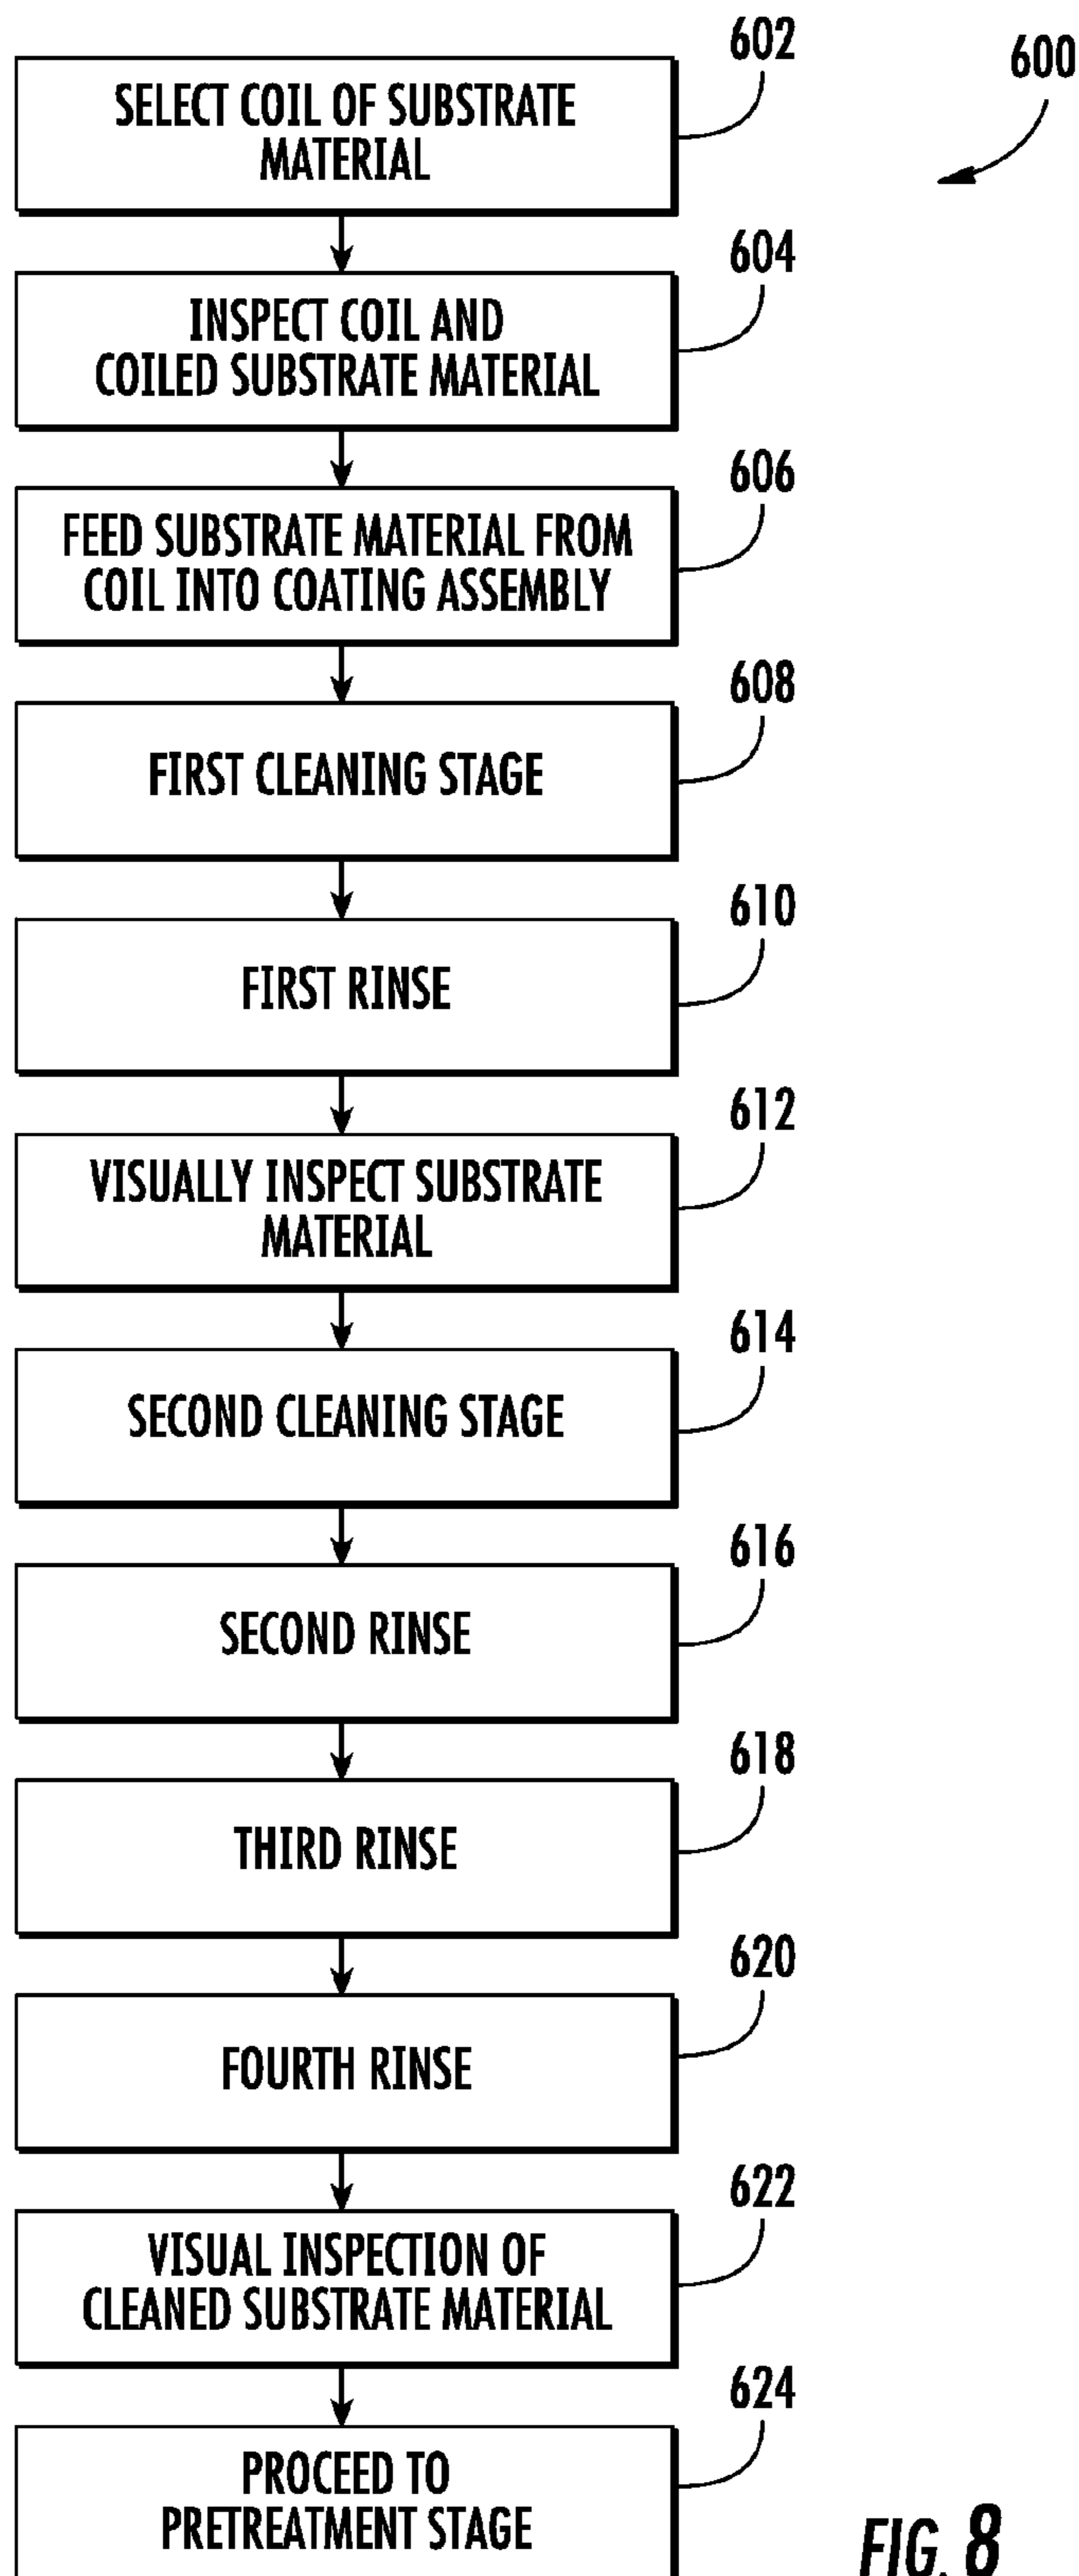 602
600
SELECT COIL OF SUBSTRATE
MATERIAL
604
INSPECT COIL AND
COILED SUBSTRATE MATERIAL
606
FEED SUBSTRATE MATERIAL FROM
COIL INTO COATING ASSEMBLY
608
FIRST CLEANING STAGE
610
FIRST RINSE
612
VISUALLY INSPECT SUBSTRATE
MATERIAL
614
SECOND CLEANING STAGE
616
SECOND RINSE
618
THIRD RINSE
620
FOURTH RINSE
622
VISUAL INSPECTION OF
CLEANED SUBSTRATE MATERIAL
624
PROCEED TO
PRETREATMENT STAGE
FIG. 8